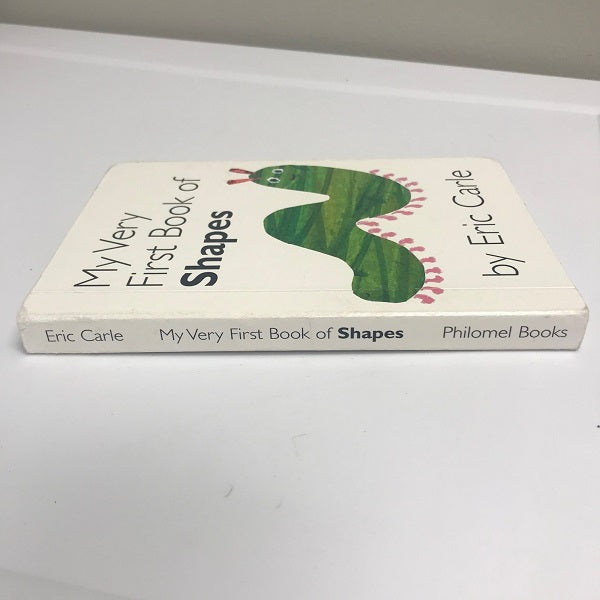 My Very
First Book of
Shapes
by Eric Carle
Eric Carle My Very First Book of Shapes Philomel Books